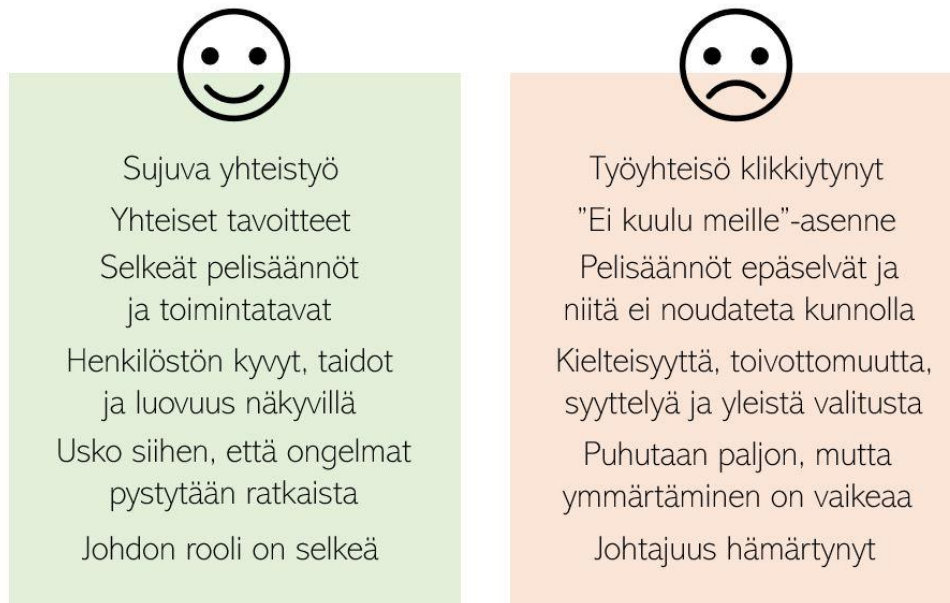 Sujuva yhteistyö
Yhteiset tavoitteet
Selkeät pelisäännöt
ja toimintatavat
Henkilöstön kyvyt, taidot
ja luovuus näkyvillä
Usko siihen, että ongelmat
pystytään ratkaista
Johdon rooli on selkeä
Työyhteisö klikkiytynyt
”Ei kuulu meille”-asenne
Pelisäännöt epäselvät ja
niitä ei noudateta kunnolla
Kielteisyyttä, toivottomuutta,
syyttelyä ja yleistä valitusta
Puhutaan paljon, mutta
ymmärtäminen on vaikeaa
Johtajuus hämärtynyt